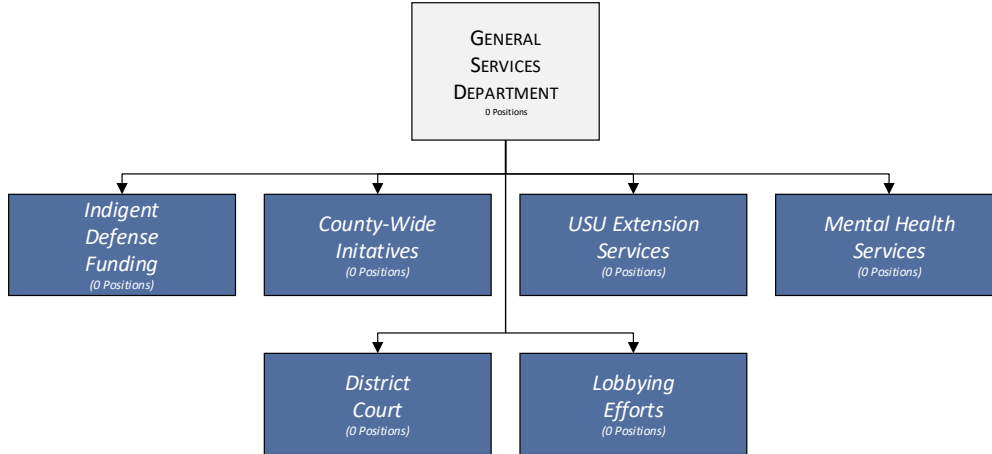 GENERAL
SERVICES
DEPARTMENT
0 Positions
Indigent
Defense
Funding
(0 Positions)
County-Wide
Initatives
(0 Positions)
USU Extension
Services
(0 Positions)
Mental Health
Services
(0 Positions)
District
Court
(0 Positions)
Lobbying
Efforts
(0 Positions)